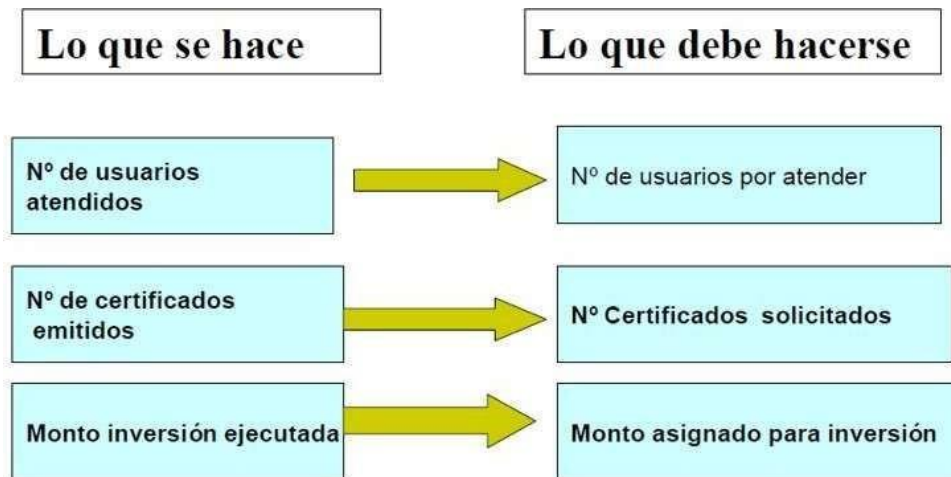 Lo que se hace
Lo que debe hacerse
Nº de usuarios
atendidos
Nº de usuarios por atender
Nº de certificados
emitidos
Nº Certificados solicitados
Monto inversión ejecutada
Monto asignado para inversión